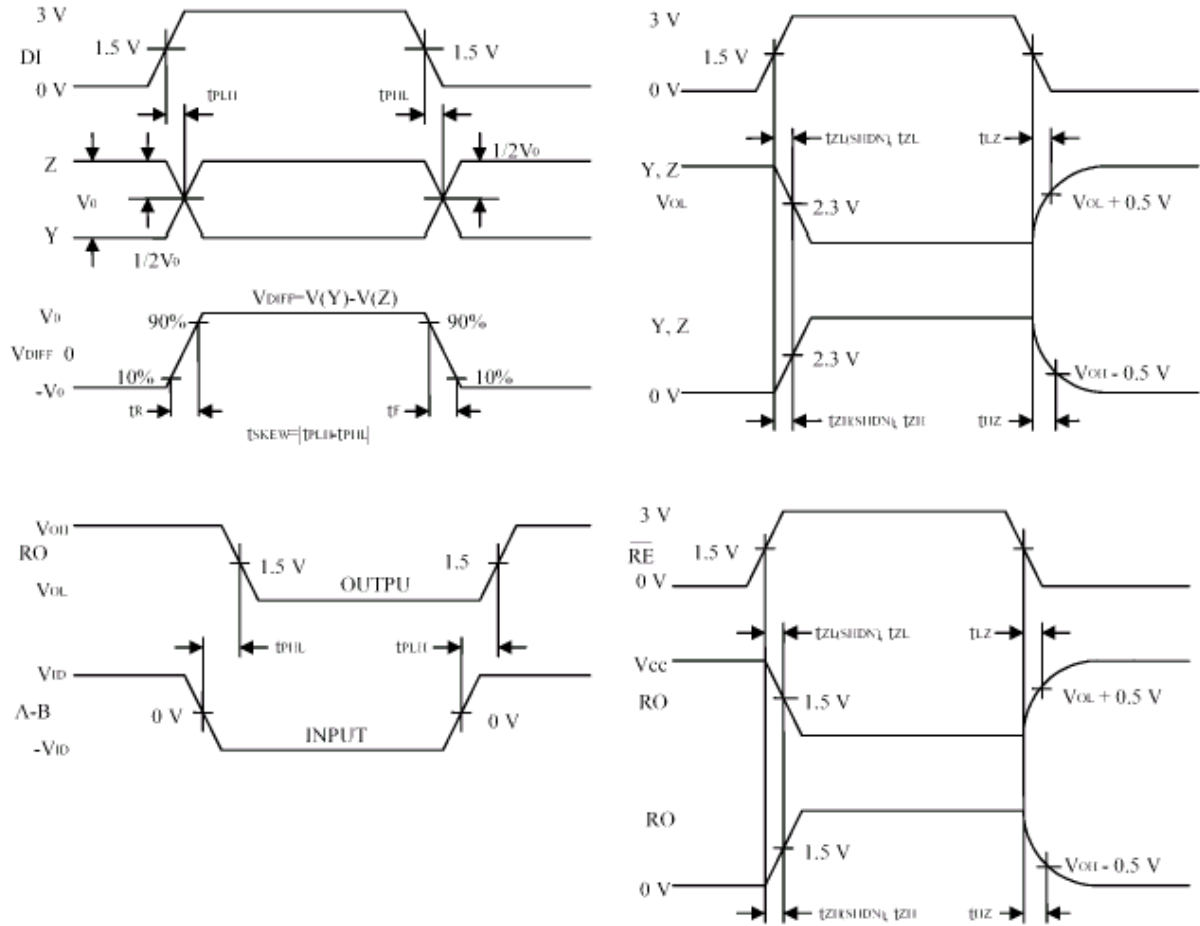 3 V
DI
1.5 V
1.5 V
0 V
tPLH
tPHL
Z
1/2V0
V0
Y
1/2V0
VDIFF=V(Y)-V(Z)
V0
90%
90%
VDIFF 0
10%
10%
-V0
tR
tF
tSKEW=|tPLH-tPHL|
3 V
1.5 V
0 V
tZL(SHDN), tZL
tLZ
Y, Z
VOL
2.3 V
VOL + 0.5 V
Y, Z
2.3 V
VOH - 0.5 V
0 V
tZH(SHDN), tZH
tHZ
VOH
RO
1.5 V
1.5
VOL
OUTPU
tPHL
tPLH
VID
A-B
0 V
0 V
-VID
INPUT
3 V
RE
1.5 V
0 V
tZL(SHDN), tZL
tLZ
Vcc
RO
1.5 V
VOL + 0.5 V
RO
1.5 V
VOH - 0.5 V
0 V
tZH(SHDN), tZH
tHZ